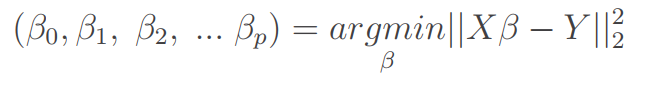 (β₀, β₁, β₂, ... βₚ) = argmin||Xβ − Y||₂²
β